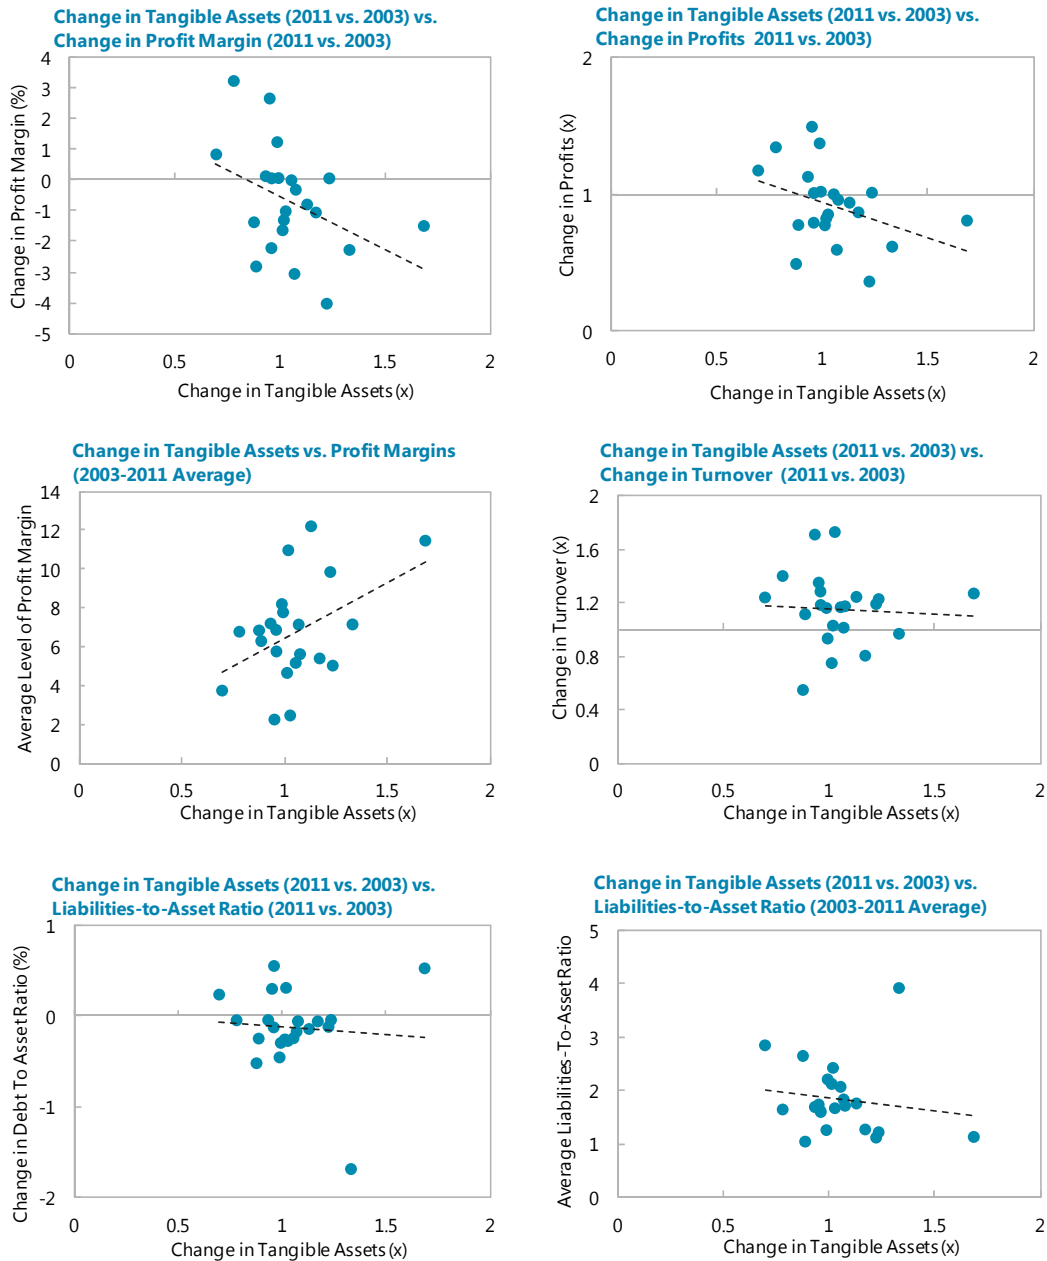 Change in Tangible Assets (2011 vs. 2003) vs.
Change in Profit Margin (2011 vs. 2003)
4
3
2
1
0
-1
-2
-3
-4
-5
Change in Profit Margin (%)
0 0.5 1 1.5 2
Change in Tangible Assets (x)
Change in Tangible Assets (2011 vs. 2003) vs.
Change in Profits 2011 vs. 2003)
2
1
0
Change in Profits (x)
0 0.5 1 1.5 2
Change in Tangible Assets (x)
Change in Tangible Assets vs. Profit Margins
(2003-2011 Average)
14
12
10
8
6
4
2
0
Average Level of Profit Margin
0 0.5 1 1.5 2
Change in Tangible Assets (x)
Change in Tangible Assets (2011 vs. 2003) vs.
Change in Turnover (2011 vs. 2003)
2
1.6
1.2
0.8
0.4
0
Change in Turnover (x)
0 0.5 1 1.5 2
Change in Tangible Assets (x)
Change in Tangible Assets (2011 vs. 2003) vs.
Liabilities-to-Asset Ratio (2011 vs. 2003)
1
0
-1
-2
Change in Debt To Asset Ratio (%)
0 0.5 1 1.5 2
Change in Tangible Assets (x)
Change in Tangible Assets (2011 vs. 2003) vs.
Liabilities-to-Asset Ratio (2003-2011 Average)
5
4
3
2
1
0
Average Liabilities-To-Asset Ratio
0 0.5 1 1.5 2
Change in Tangible Assets (x)